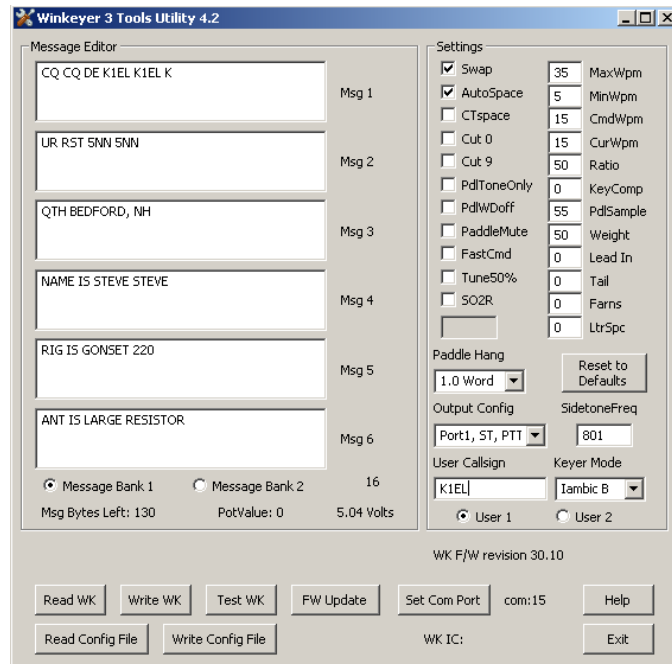 Winkeyer 3 Tools Utility 4.2
Message Editor
CQ CQ DE K1EL K1EL K
Msg 1
UR RST 5NN 5NN
Msg 2
QTH BEDFORD, NH
Msg 3
NAME IS STEVE STEVE
Msg 4
RIG IS GONSET 220
Msg 5
ANT IS LARGE RESISTOR
Msg 6
Message Bank 1 Message Bank 2 16
Msg Bytes Left: 130 PotValue: 0 5.04 Volts
Settings
Swap 35 MaxWpm
AutoSpace 5 MinWpm
CTspace 15 CmdWpm
Cut 0 15 CurWpm
Cut 9 50 Ratio
PdlToneOnly 0 KeyComp
PdlWDoff 55 PdlSample
PaddleMute 50 Weight
FastCmd 0 Lead In
Tune50% 0 Tail
SO2R 0 Farns
0 LtrSpc
Paddle Hang
1.0 Word
Reset to
Defaults
Output Config SidetoneFreq
Port1, ST, PTT 801
User Callsign Keyer Mode
K1EL Iambic B
User 1 User 2
WK F/W revision 30.10
Read WK Write WK Test WK FW Update Set Com Port com:15 Help
Read Config File Write Config File WK IC: Exit